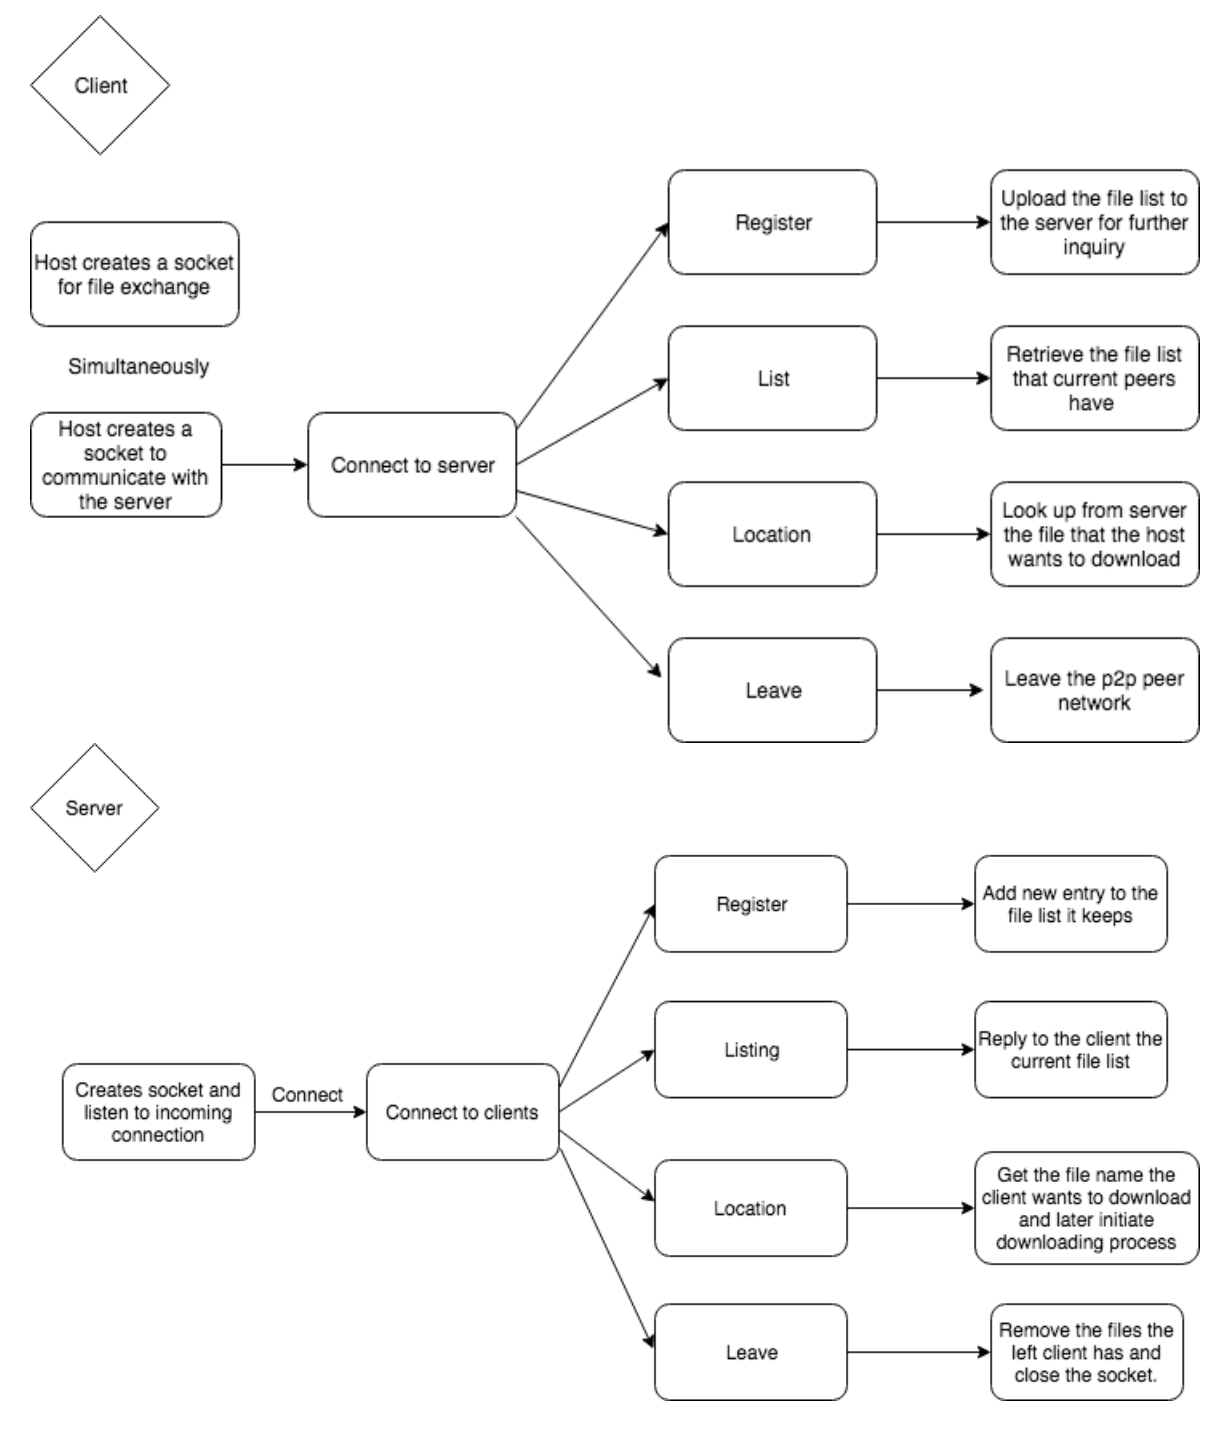 Client
Host creates a socket
for file exchange
Simultaneously
Host creates a
socket to
communicate with
the server
Connect to server
Register
Upload the file list to
the server for further
inquiry
List
Retrieve the file list
that current peers
have
Location
Look up from server
the file that the host
wants to download
Leave
Leave the p2p peer
network
Server
Creates socket and
listen to incoming
connection
Connect
Connect to clients
Register
Add new entry to the
file list it keeps
Listing
Reply to the client the
current file list
Location
Get the file name the
client wants to download
and later initiate
downloading process
Leave
Remove the files the
left client has and
close the socket.